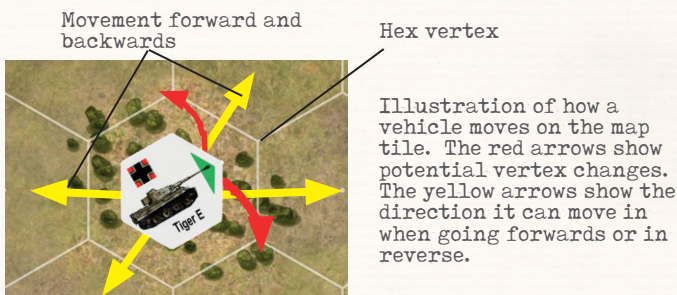 Movement forward and
backwards
Hex vertex
Illustration of how a
vehicle moves on the map
tile. The red arrows show
potential vertex changes.
The yellow arrows show the
direction it can move in
when going forwards or in
reverse.
Tiger E